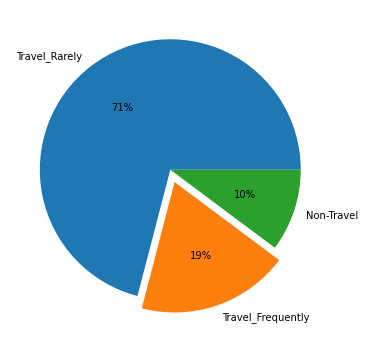 Travel_Rarely
71%
10%
Non-Travel
19%
Travel_Frequently